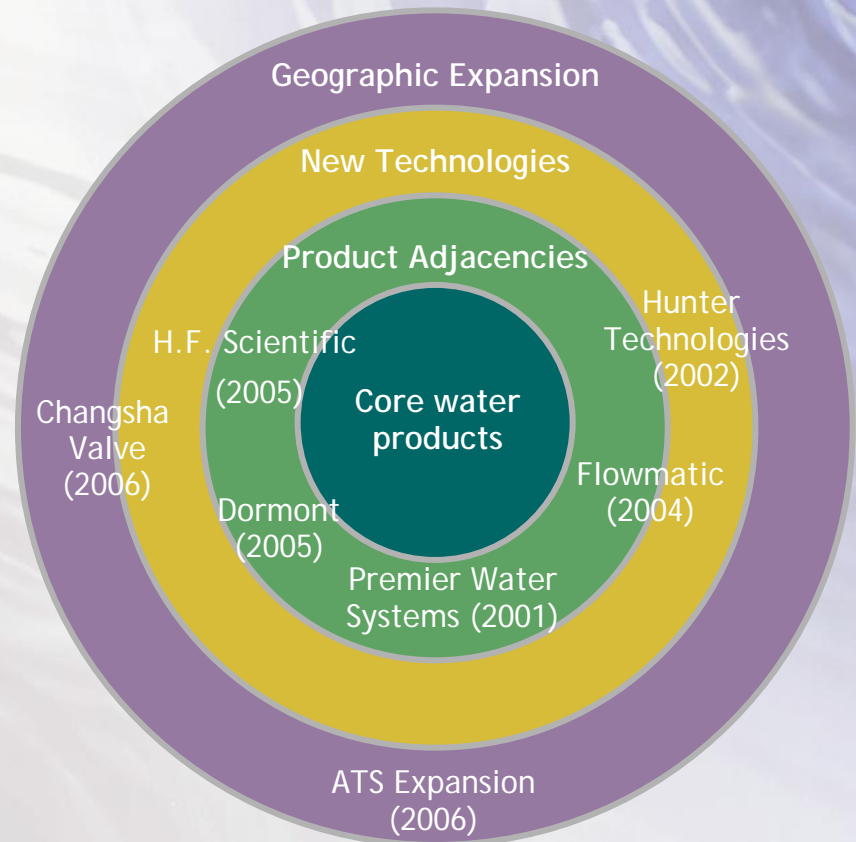 Geographic Expansion
New Technologies
Product Adjacencies
Hunter
Technologies
(2002)
H.F. Scientific
(2005)
Core water
products
Changsha
Valve
(2006)
Flowmatic
(2004)
Dormont
(2005)
Premier Water
Systems (2001)
ATS Expansion
(2006)